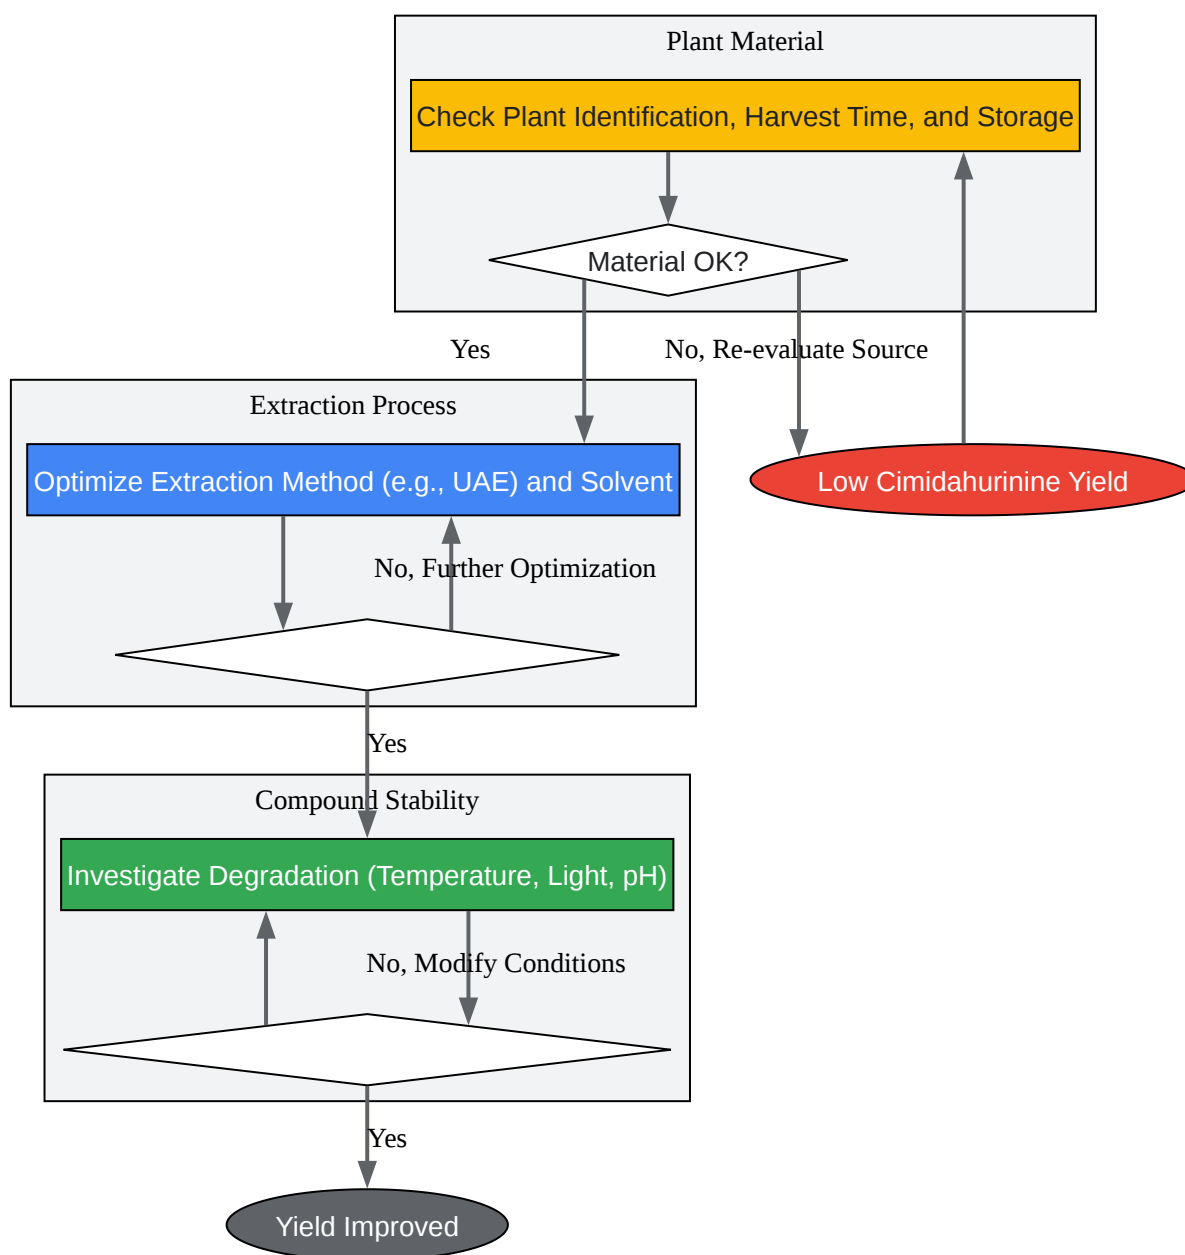 Plant Material
Check Plant Identification, Harvest Time, and Storage
Material OK?
Yes
No, Re-evaluate Source
Extraction Process
Optimize Extraction Method (e.g., UAE) and Solvent
Low Cimidahurinine Yield
No, Further Optimization
Yes
Compound Stability
Investigate Degradation (Temperature, Light, pH)
No, Modify Conditions
Yes
Yield Improved